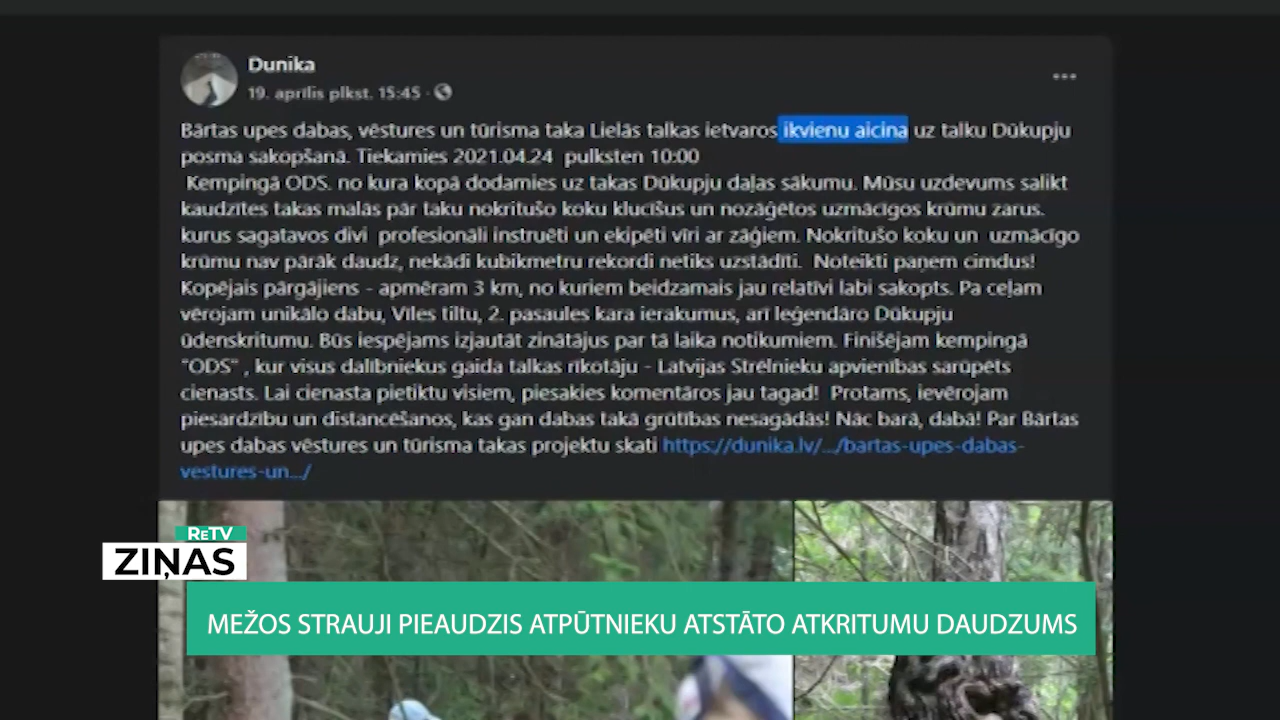 Dunika
19. aprīlis plkst. 15:45 ·
Bārtas upes dabas, vēstures un tūrisma taka Lielās talkas ietvaros ikvienu aicina uz talku Dūkupju
posma sakopšanā. Tiekamies 2021.04.24 pulksten 10:00
Kempingā ODS. no kura kopā dodamies uz takas Dūkupju daļas sākumu. Mūsu uzdevums salikt
kaudzītes takas malās pār taku nokritušo koku klucīšus un nozāģētos uzmācīgos krūmu zarus.
kurus sagatavos divi profesionāli instruēti un ekipēti vīri ar zāģiem. Nokritušo koku un uzmācīgo
krūmu nav pārāk daudz, nekādi kubikmetru rekordi netiks uzstādīti. Noteikti paņem cimdus!
Kopējais pārgājiens - apmēram 3 km, no kuriem beidzamais jau relatīvi labi sakopts. Pa ceļam
vērojam unikālo dabu, Vīles tiltu, 2. pasaules kara ierakumus, arī leģendāro Dūkupju
ūdenskritumu. Būs iespējams izjautāt zinātājus par tā laika notikumiem. Finišējam kempingā
"ODS" , kur visus dalībniekus gaida talkas rīkotāju - Latvijas Strēlnieku apvienības sarūpēts
cienasts. Lai cienasta pietiktu visiem, piesakies komentāros jau tagad! Protams, ievērojam
piesardzību un distancēšanos, kas gan dabas takā grūtības nesagādās! Nāc barā, dabā! Par Bārtas
upes dabas vēstures un tūrisma takas projektu skati https://dunika.lv/.../bartas-upes-dabas-
vestures-un.../
RETV
ZIŅAS
MEŽOS STRAUJI PIEAUDZIS ATPŪTNIEKU ATSTĀTO ATKRITUMU DAUDZUMS